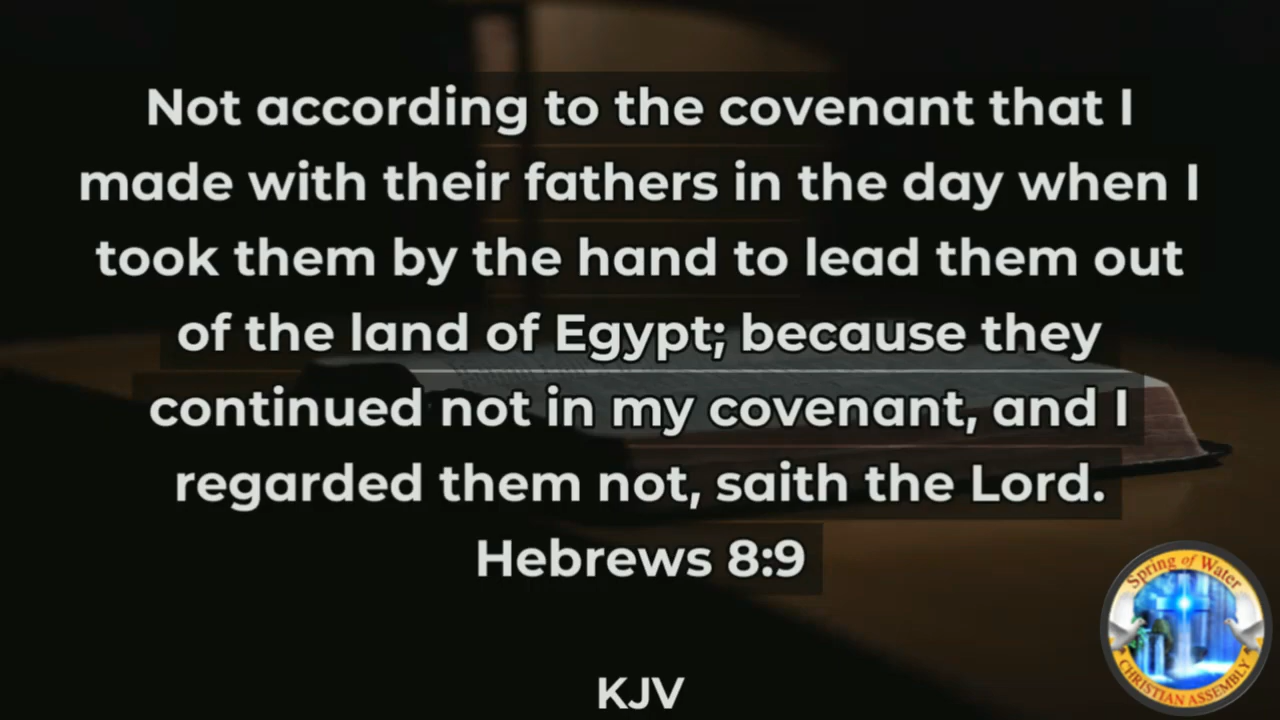 Not according to the covenant that I
made with their fathers in the day when I
took them by the hand to lead them out
of the land of Egypt; because they
continued not in my covenant, and I
regarded them not, saith the Lord.
Hebrews 8:9
KJV
Spring of Water
CHRISTIAN ASSEMBLY